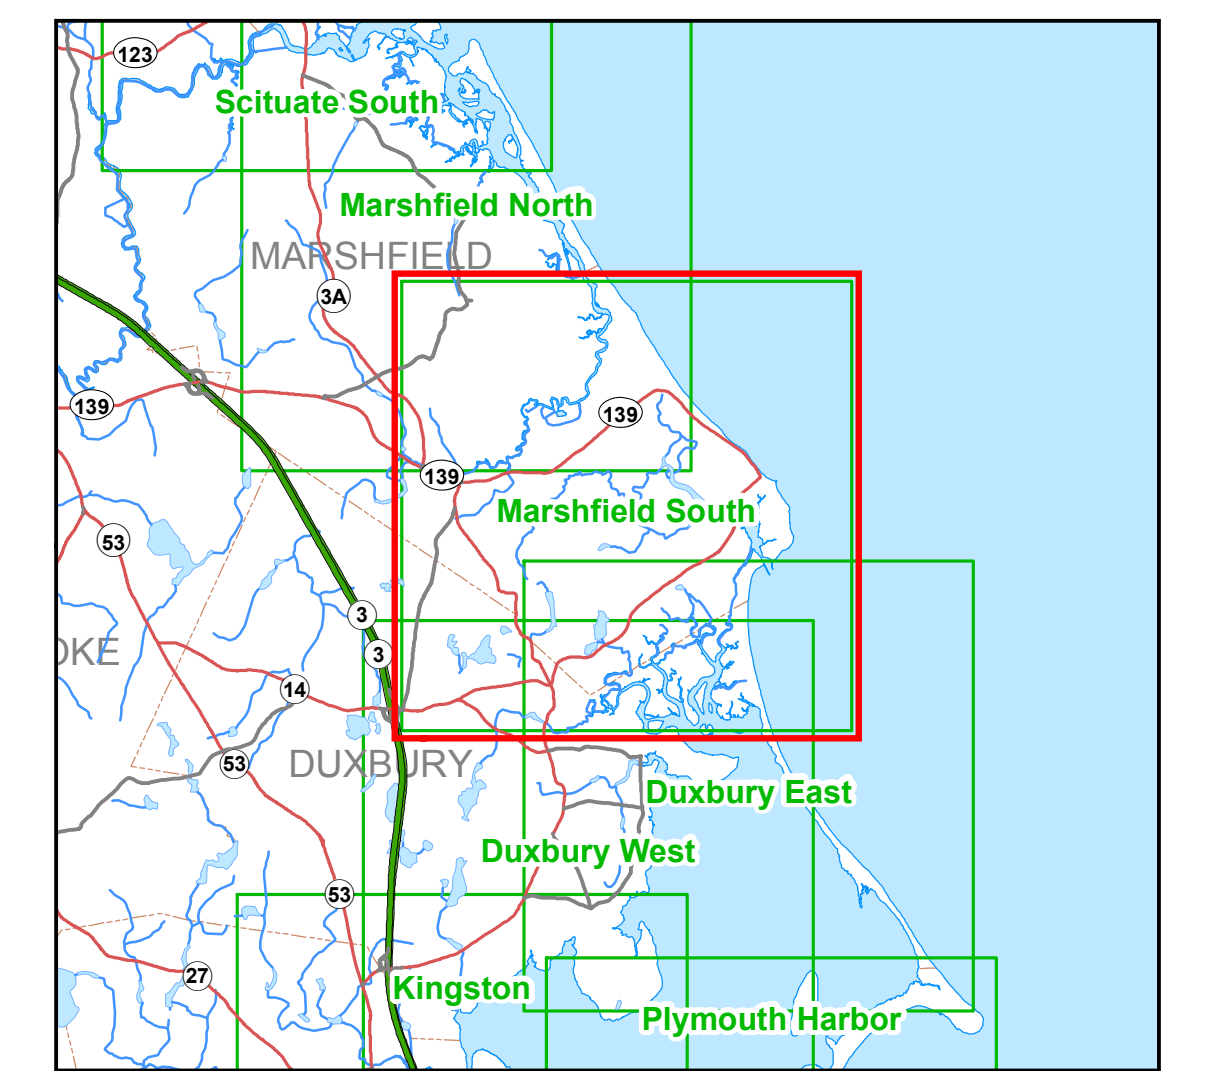 123
Scituate South
Marshfield North
MARSHFIELD
3A
139
139
139
Marshfield South
53
3
OKE
3
14
53
DUXBURY
Duxbury East
Duxbury West
53
27
Kingston
Plymouth Harbor